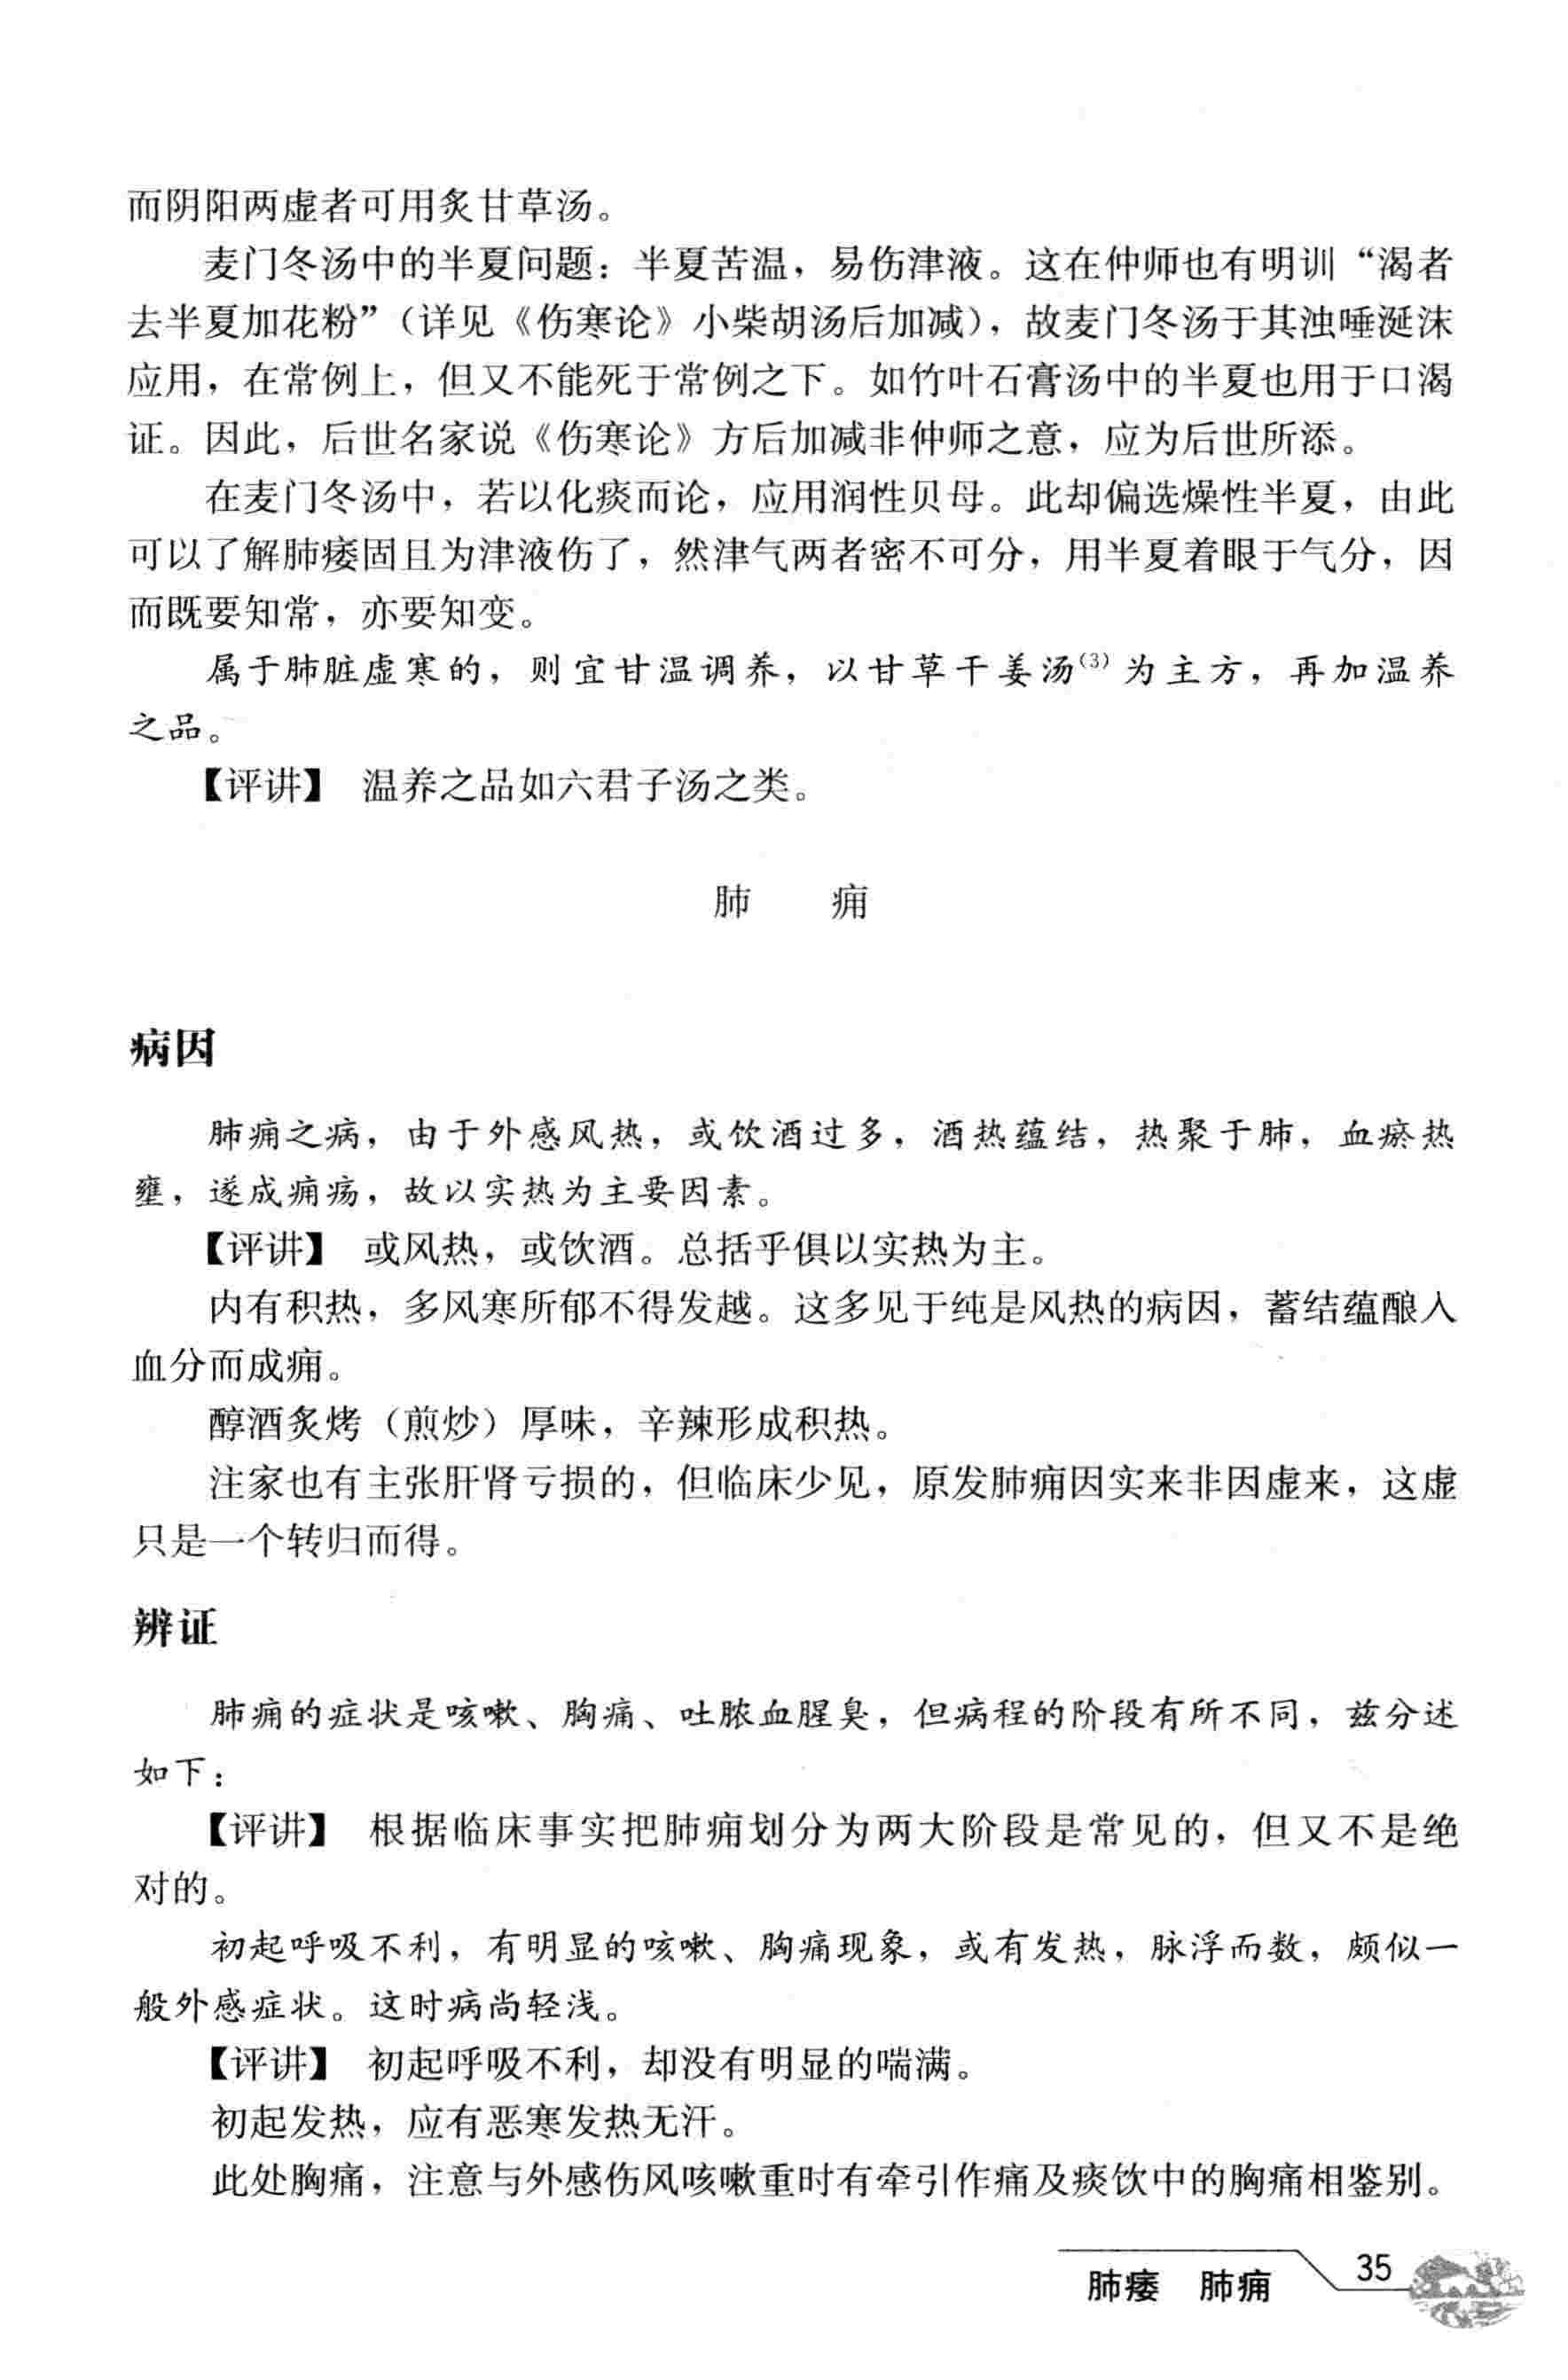 而阴阳两虚者可用炙甘草汤。
麦门冬汤中的半夏问题：半夏苦温，易伤津液。这在仲师也有明训“渴者
去半夏加花粉”（详见《伤寒论》小柴胡汤后加减），故麦门冬汤于其浊唾涎沫
应用，在常例上，但又不能死于常例之下。如竹叶石膏汤中的半夏也用于口渴
证。因此，后世名家说《伤寒论》方后加减非仲师之意，应为后世所添。
在麦门冬汤中，若以化痰而论，应用润性贝母。此却偏选燥性半夏，由此
可以了解肺痿固且为津液伤了，然津气两者密不可分，用半夏着眼于气分，因
而既要知常，亦要知变。
属于肺脏虚寒的，则宜甘温调养，以甘草干姜汤⁽³⁾为主方，再加温养
之品。
【评讲】 温养之品如六君子汤之类。
肺 痈
病因
肺痈之病，由于外感风热，或饮酒过多，酒热蕴结，热聚于肺，血瘀热
壅，遂成痈疡，故以实热为主要因素。
【评讲】 或风热，或饮酒。总括乎俱以实热为主。
内有积热，多风寒所郁不得发越。这多见于纯是风热的病因，蓄结蕴酿入
血分而成痈。
醇酒炙烤（煎炒）厚味，辛辣形成积热。
注家也有主张肝肾亏损的，但临床少见，原发肺痈因实来非因虚来，这虚
只是一个转归而得。
辨证
肺痈的症状是咳嗽、胸痛、吐脓血腥臭，但病程的阶段有所不同，兹分述
如下：
【评讲】 根据临床事实把肺痈划分为两大阶段是常见的，但又不是绝
对的。
初起呼吸不利，有明显的咳嗽、胸痛现象，或有发热，脉浮而数，颇似一
般外感症状。这时病尚轻浅。
【评讲】 初起呼吸不利，却没有明显的喘满。
初起发热，应有恶寒发热无汗。
此处胸痛，注意与外感伤风咳嗽重时有牵引作痛及痰饮中的胸痛相鉴别。
肺痿 肺痈 35